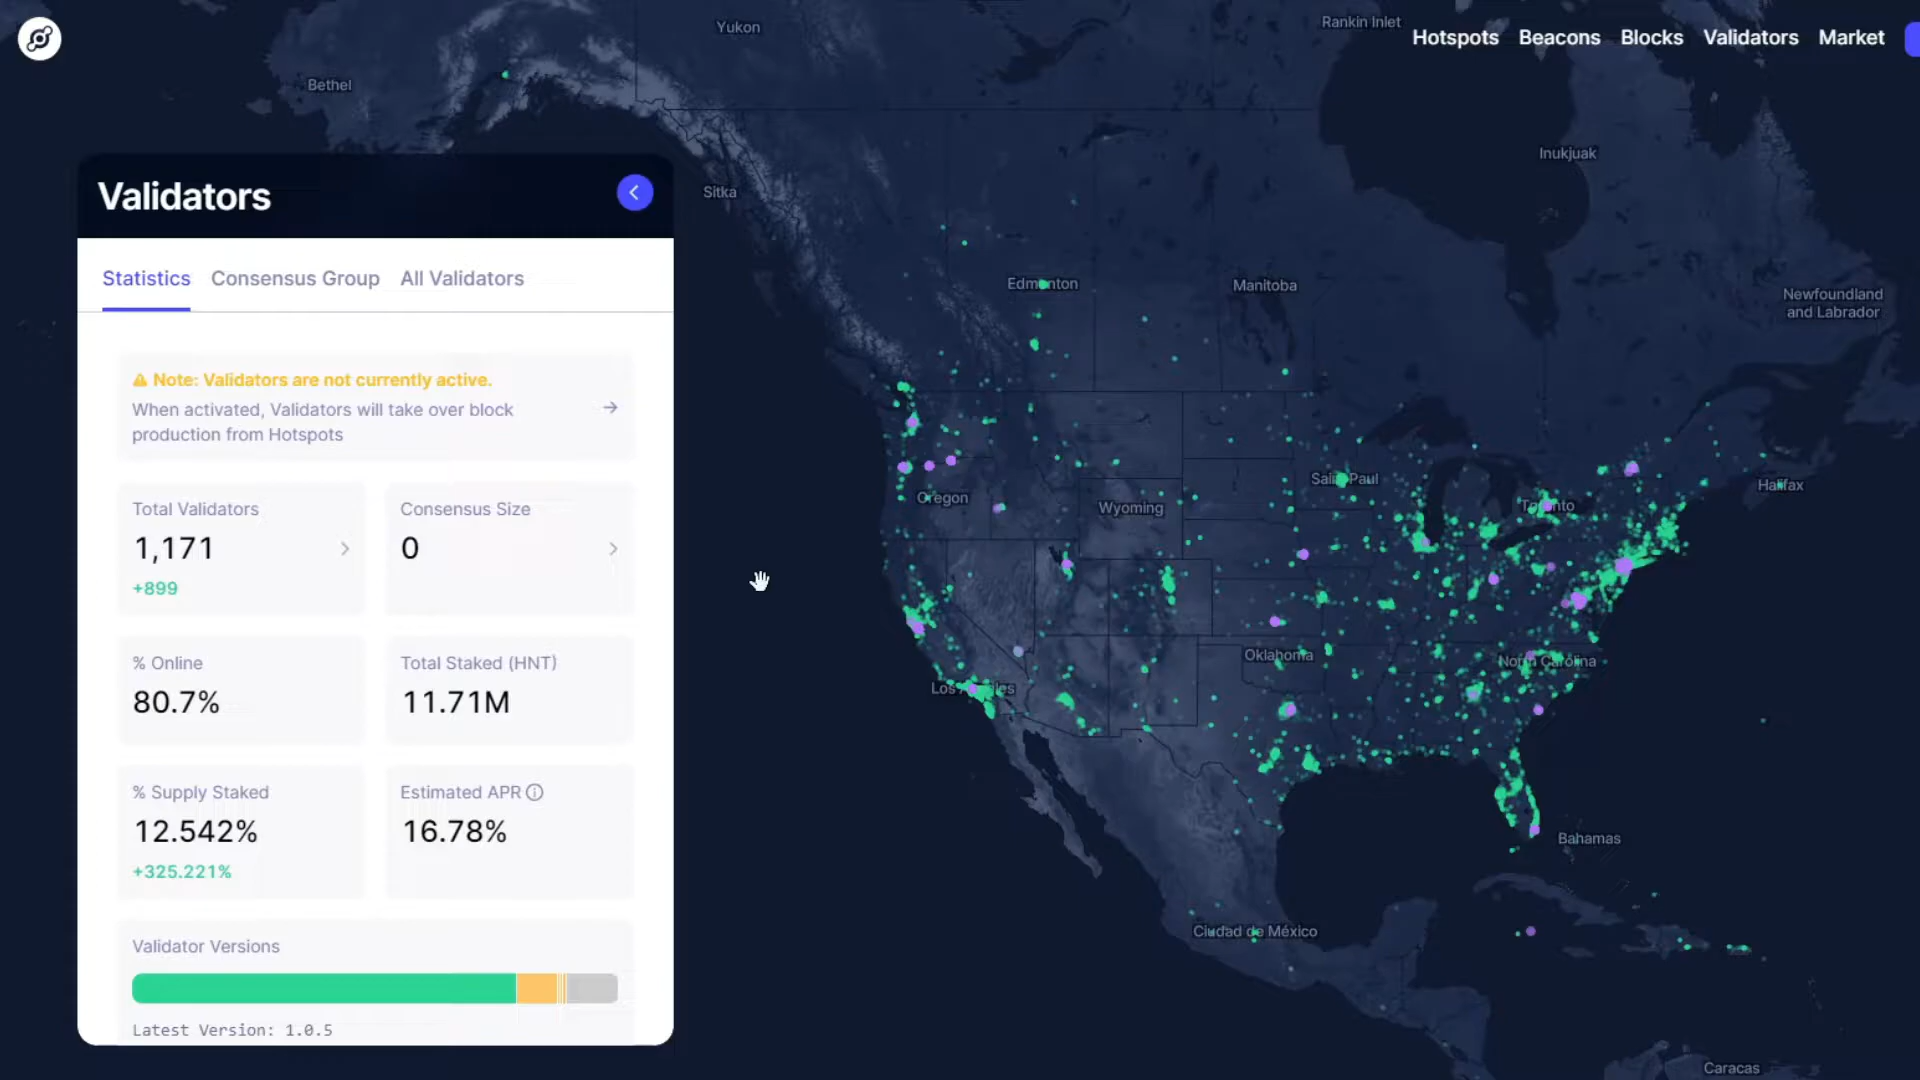 Yukon
Rankin Inlet
Hotspots Beacons Blocks Validators Market
Bethel
Inukjuak
Sitka
Validators
Statistics Consensus Group All Validators
Edmonton
Manitoba
Newfoundland
and Labrador
Note: Validators are not currently active.
When activated, Validators will take over block
production from Hotspots
Total Validators
1,171
+899
Consensus Size
0
Oregon
Wyoming
Saint Paul
Toronto
Halifax
% Online
80.7%
Total Staked (HNT)
11.71M
Oklahoma
North Carolina
Los Angeles
% Supply Staked
12.542%
+325.221%
Estimated APR
16.78%
Bahamas
Validator Versions
Ciudad de México
Latest Version: 1.0.5
Caracas